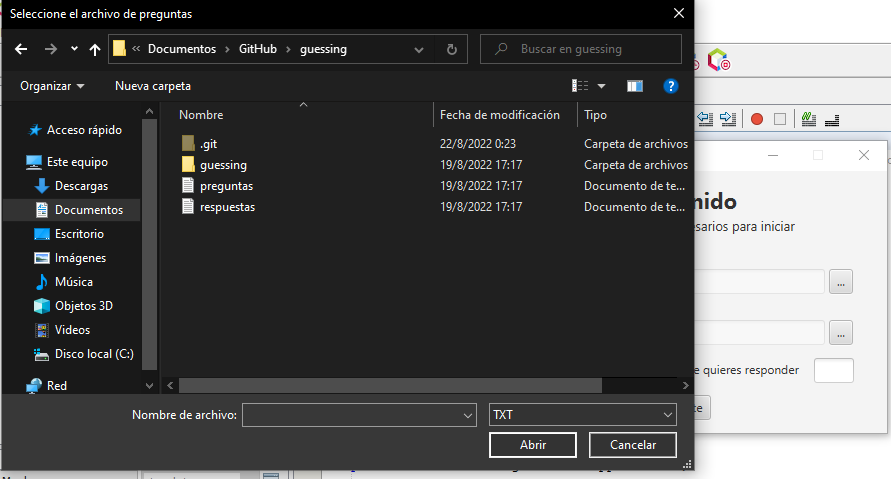 Seleccione el archivo de preguntas
« Documentos > GitHub > guessing
Buscar en guessing
Organizar
Nueva carpeta
Nombre
Fecha de modificación
Tipo
Acceso rápido
Este equipo
Descargas
Documentos
Escritorio
Imágenes
Música
Objetos 3D
Videos
Disco local (C:)
Red
.git 22/8/2022 0:23 Carpeta de archivos
guessing 19/8/2022 17:17 Carpeta de archivos
preguntas 19/8/2022 17:17 Documento de te...
respuestas 19/8/2022 17:17 Documento de te...
Nombre de archivo:
TXT
Abrir
Cancelar
nido
esarios para iniciar
...
...
e quieres responder